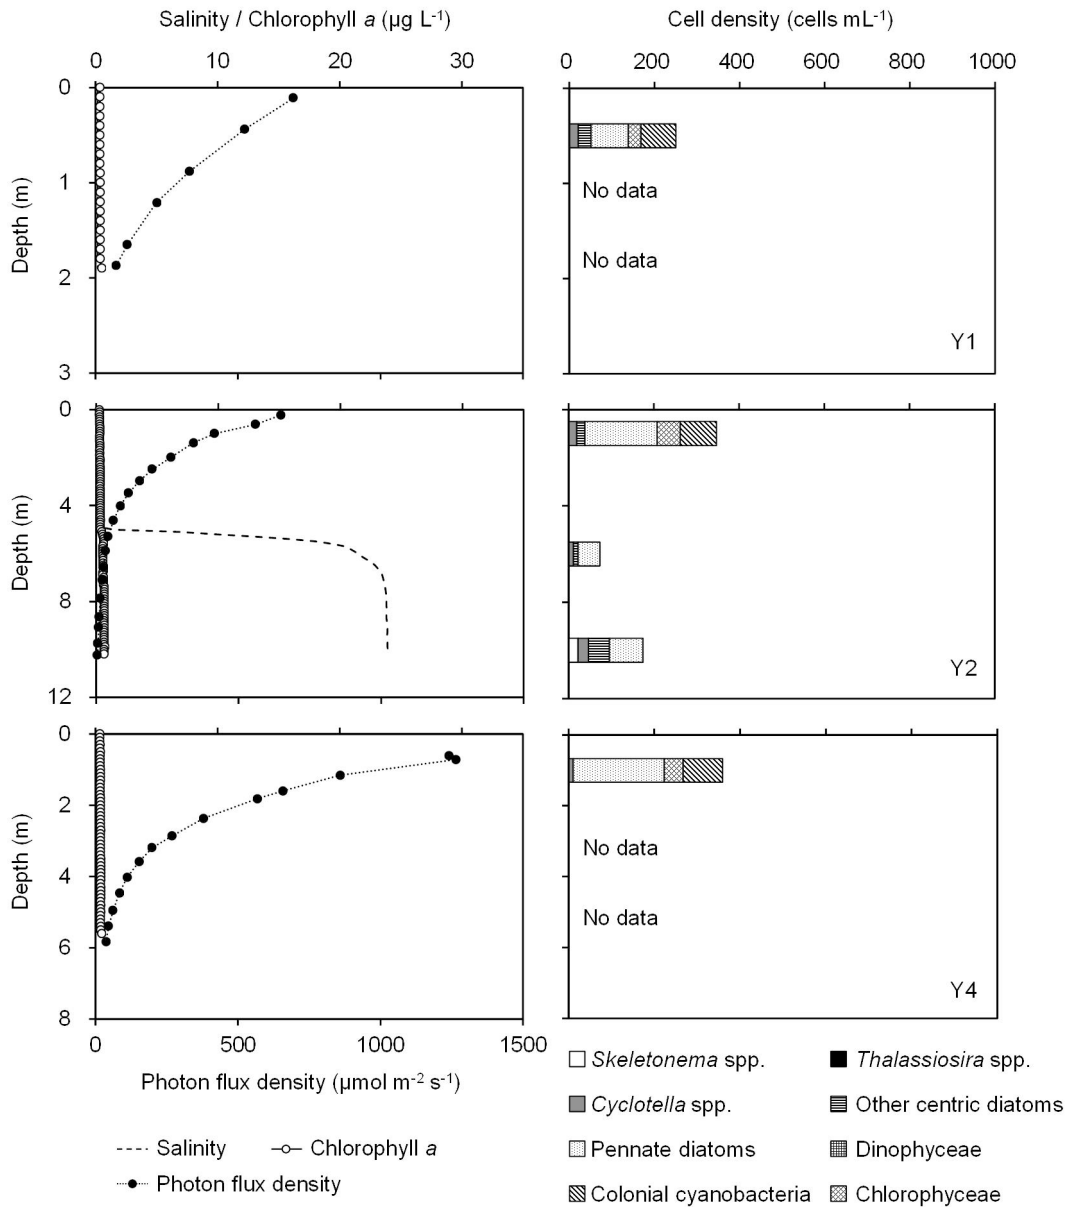 Salinity / Chlorophyll a (µg L-1)
Cell density (cells mL-1)
0 10 20 30
0 200 400 600 800 1000
0
1
2
3
Depth (m)
No data
No data
Y1
0
4
8
12
Depth (m)
Y2
0
2
4
6
8
Depth (m)
No data
No data
Y4
0 500 1000 1500
Photon flux density (µmol m-2 s-1)
Salinity
Chlorophyll a
Photon flux density
Skeletonema spp.
Thalassiosira spp.
Cyclotella spp.
Other centric diatoms
Pennate diatoms
Dinophyceae
Colonial cyanobacteria
Chlorophyceae